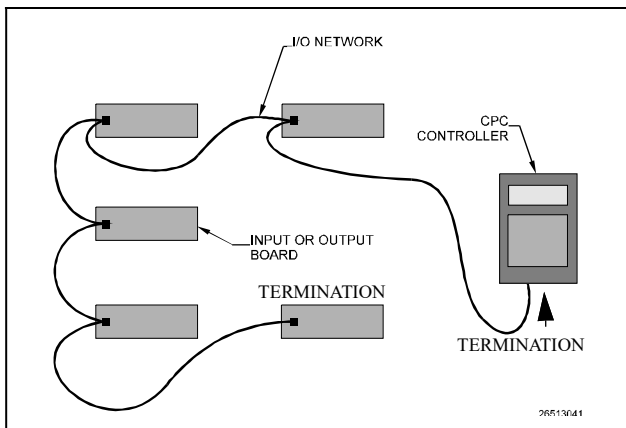 I/O NETWORK
CPC
CONTROLLER
INPUT OR OUTPUT
BOARD
TERMINATION
TERMINATION
26513041